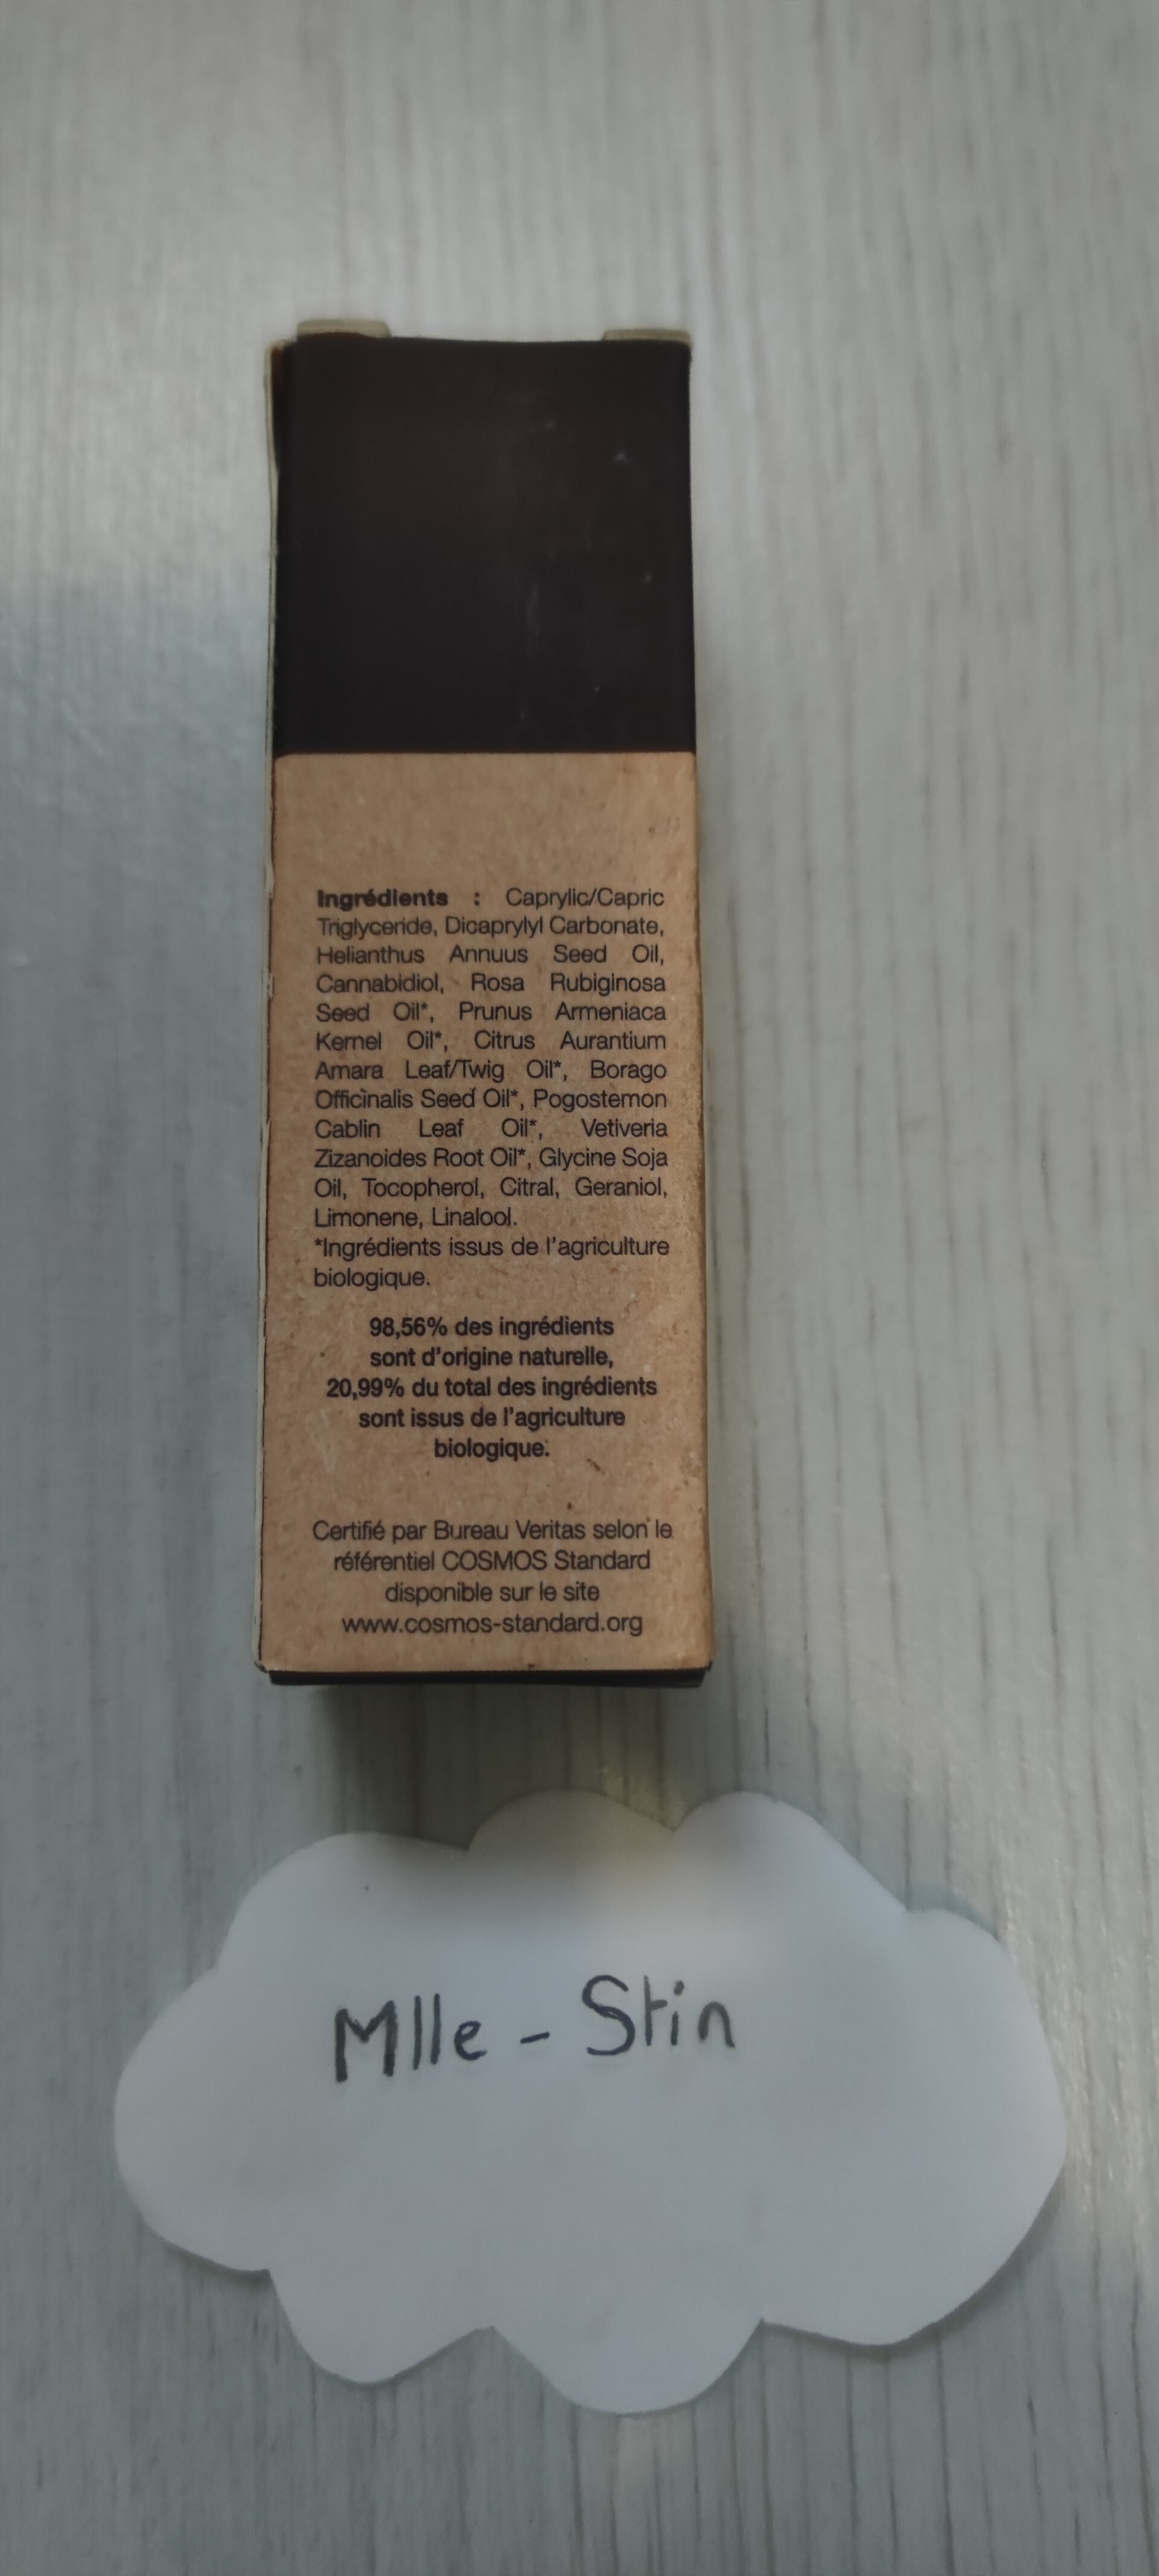 Ingrédients : Caprylic/Capric
Triglyceride, Dicaprylyl Carbonate,
Helianthus Annuus Seed Oil,
Cannabidiol, Rosa Rubiginosa
Seed Oil*, Prunus Armeniaca
Kernel Oil*, Citrus Aurantium
Amara Leaf/Twig Oil*, Borago
Officinalis Seed Oil*, Pogostemon
Cablin Leaf Oil*, Vetiveria
Zizanoides Root Oil*, Glycine Soja
Oil, Tocopherol, Citral, Geraniol,
Limonene, Linalool.
*Ingrédients issus de l'agriculture
biologique.
98,56% des ingrédients
sont d'origine naturelle,
20,99% du total des ingrédients
sont issus de l'agriculture
biologique.
Certifié par Bureau Veritas selon le
référentiel COSMOS Standard
disponible sur le site
www.cosmos-standard.org
Mlle - Stin